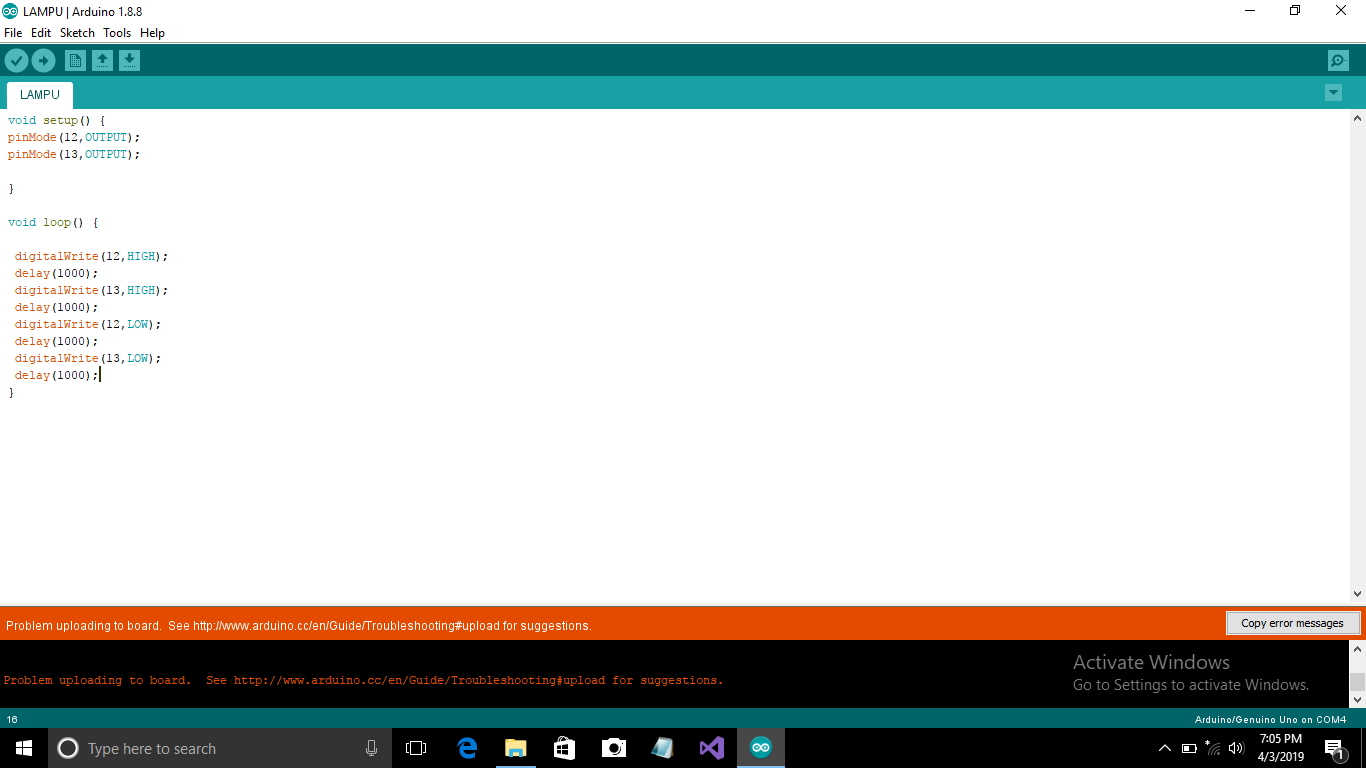 LAMPU | Arduino 1.8.8
File Edit Sketch Tools Help
LAMPU
void setup() {
pinMode(12,OUTPUT);
pinMode(13,OUTPUT);
}
void loop() {
digitalWrite(12,HIGH);
delay(1000);
digitalWrite(13,HIGH);
delay(1000);
digitalWrite(12,LOW);
delay(1000);
digitalWrite(13,LOW);
delay(1000);
}
Problem uploading to board. See http://www.arduino.cc/en/Guide/Troubleshooting#upload for suggestions.
Copy error messages
Problem uploading to board. See http://www.arduino.cc/en/Guide/Troubleshooting#upload for suggestions.
Activate Windows
Go to Settings to activate Windows.
16
Arduino/Genuino Uno on COM4
Type here to search
7:05 PM
4/3/2019
1